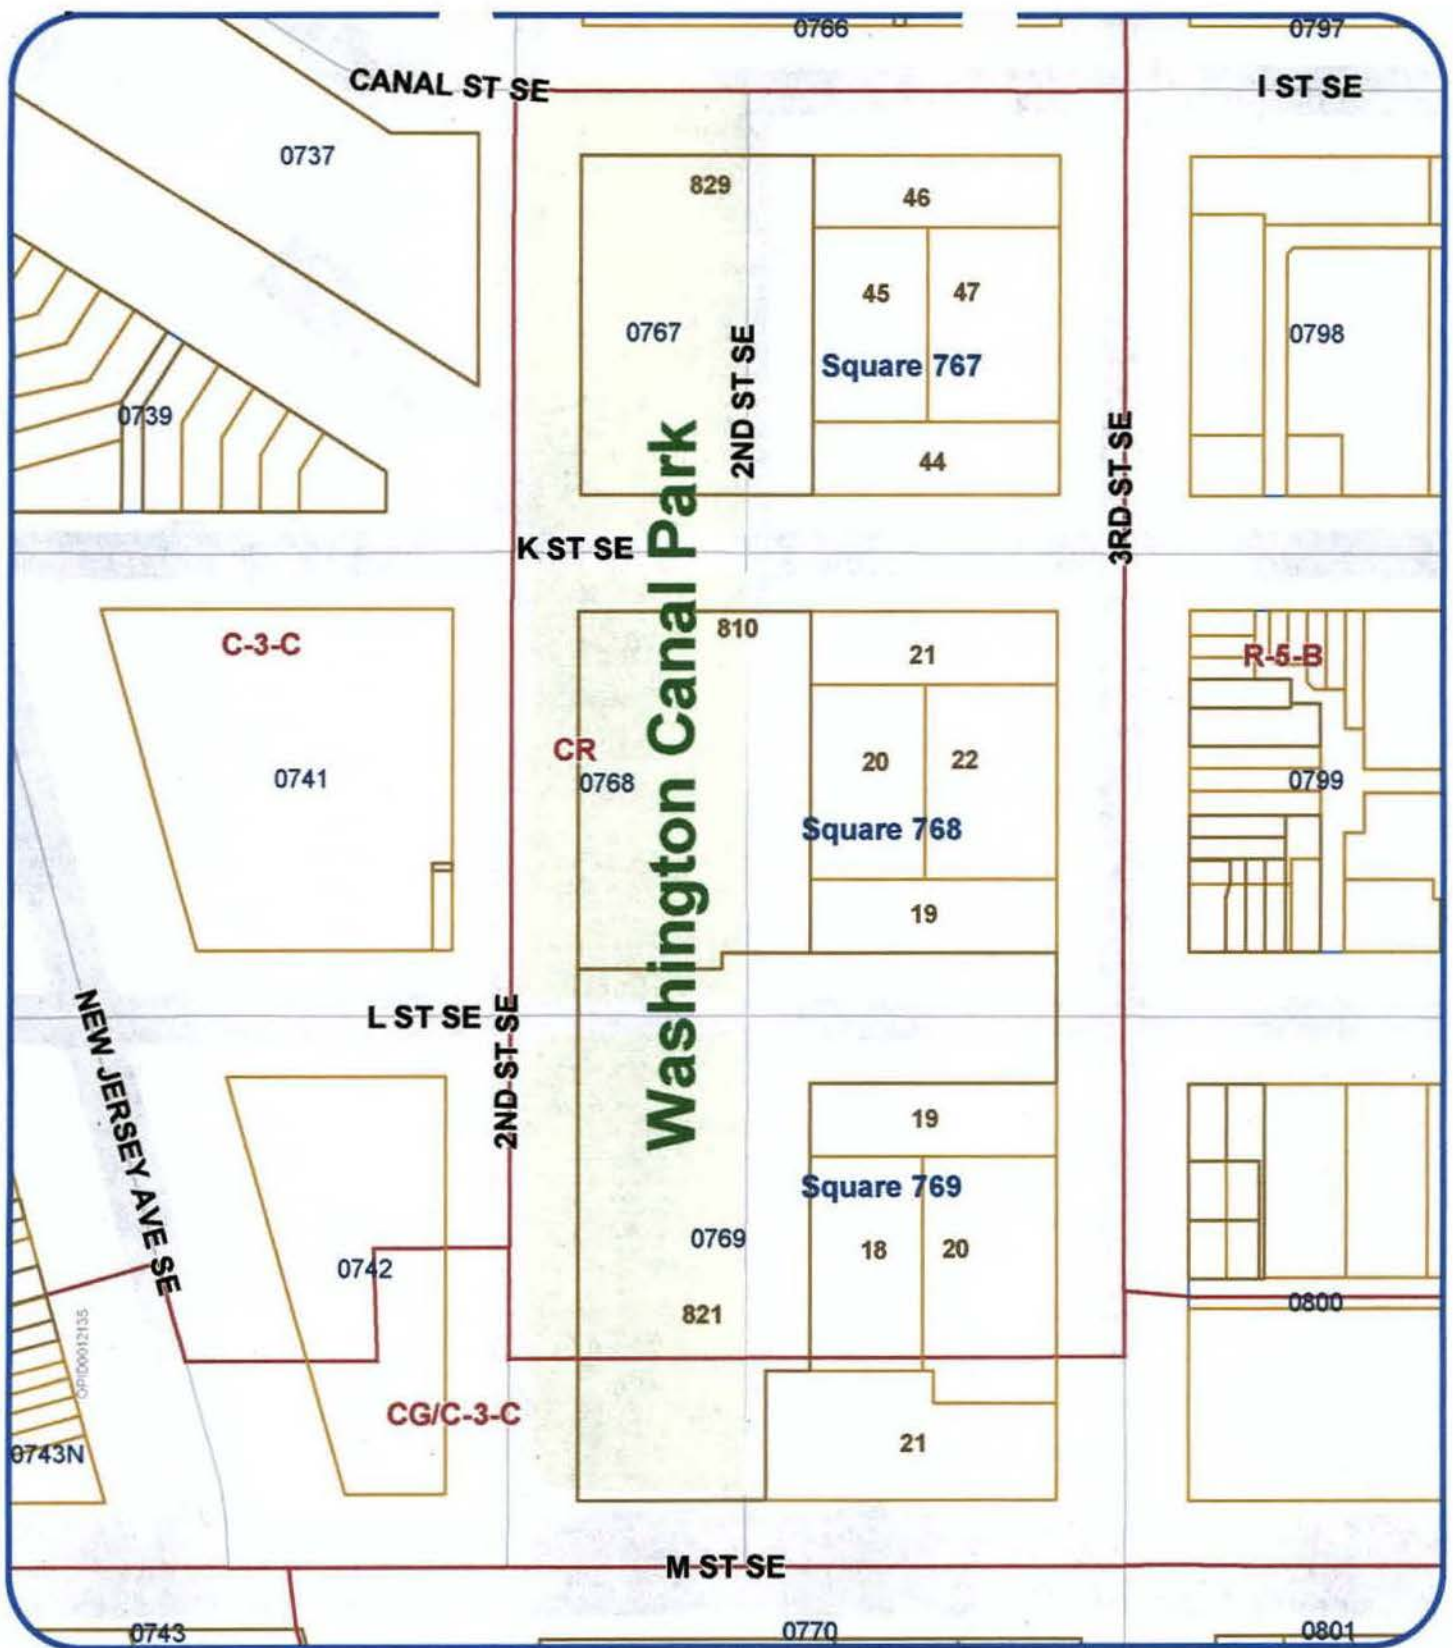 0766
0797
CANAL ST SE
I ST SE
0737
829
46
45
47
0767
0798
2ND ST SE
Square 767
0739
44
3RD ST SE
K ST SE
Washington Canal Park
810
C-3-C
21
R-5-B
CR
20
22
0741
0768
0799
Square 768
19
L ST SE
2ND ST SE
NEW JERSEY AVE SE
19
Square 769
0769
18
20
0742
821
0800
OPID0012135
CG/C-3-C
0743N
21
M ST SE
0743
0770
0801